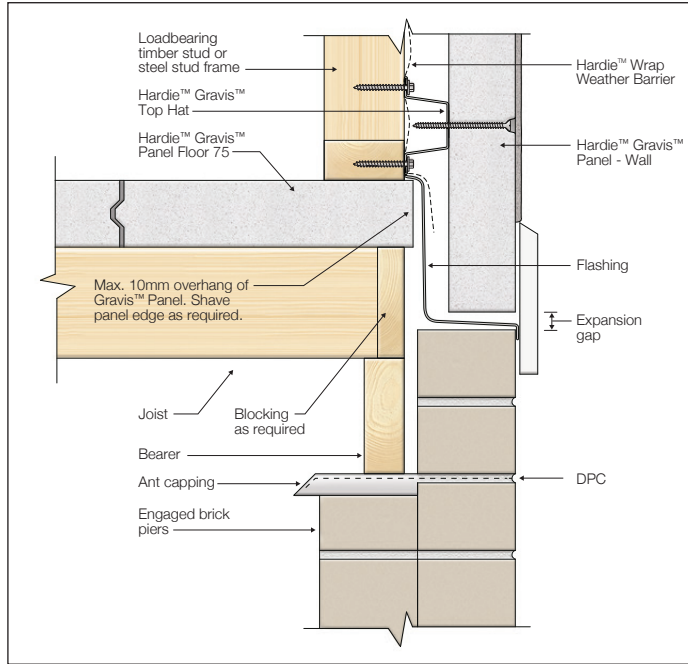 Loadbearing
timber stud or
steel stud frame
Hardie™ Gravis™
Top Hat
Hardie™ Gravis™
Panel Floor 75
Max. 10mm overhang of
Gravis™ Panel. Shave
panel edge as required.
Joist
Blocking
as required
Bearer
Ant capping
Engaged brick
piers
Hardie™ Wrap
Weather Barrier
Hardie™ Gravis™
Panel - Wall
Flashing
Expansion
gap
DPC